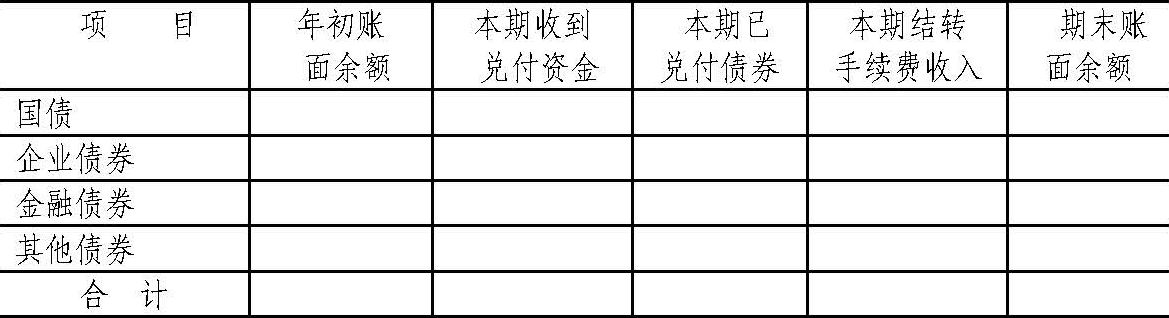 项 目 年初账面余额 本期收到兑付资金 本期已兑付债券 本期结转手续费收入 期末账面余额
国债
企业债券
金融债券
其他债券
合 计